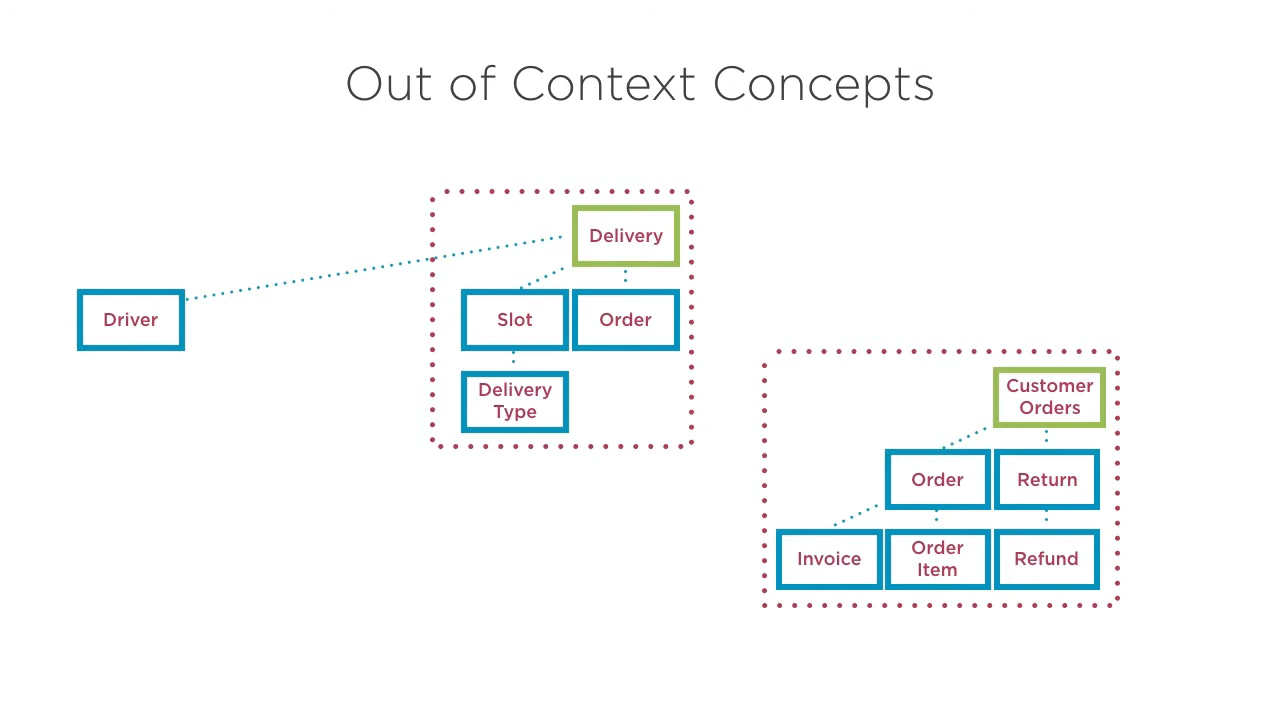 Out of Context Concepts
Delivery
Driver
Slot
Order
Delivery
Type
Customer
Orders
Order
Return
Invoice
Order
Item
Refund